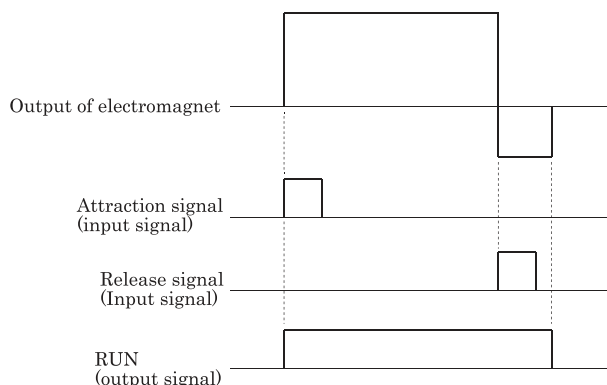 Output of electromagnet
Attraction signal
(input signal)
Release signal
(Input signal)
RUN
(output signal)